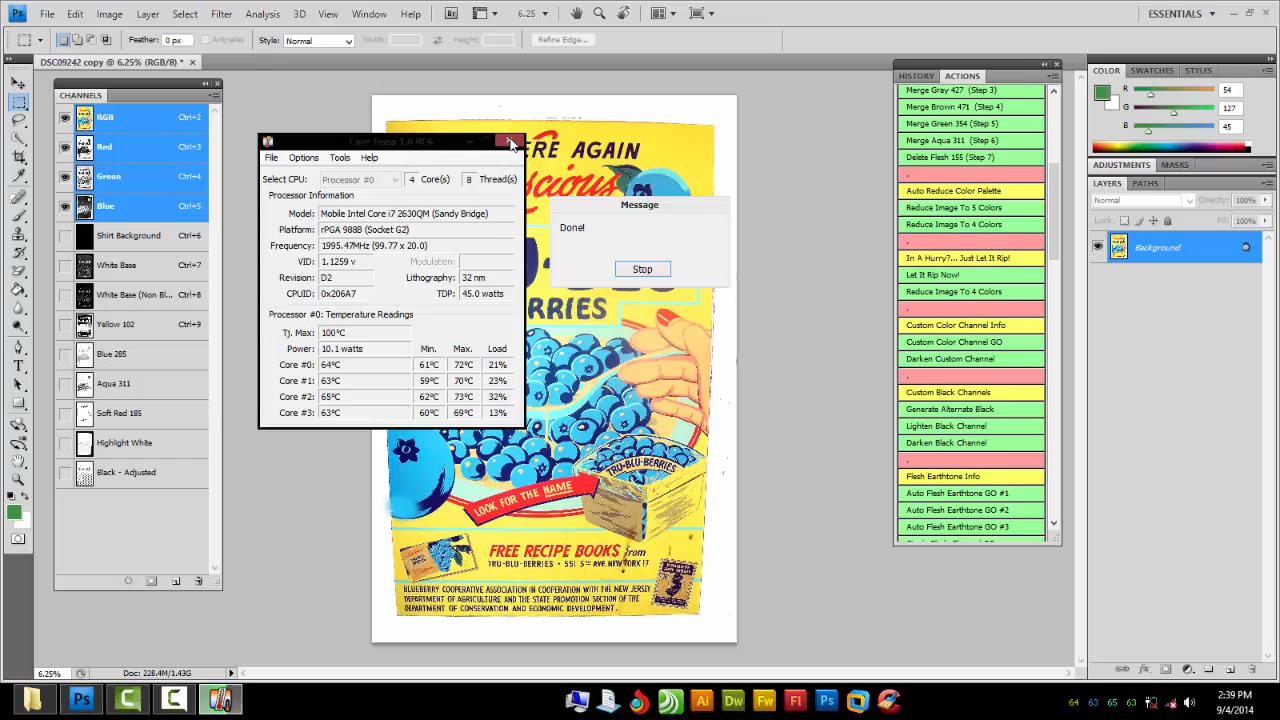 Ps File Edit Image Layer Select Filter Analysis 3D View Window Help Br 6.25 ESSENTIALS
Feather: 0 px Anti-alias Style: Normal Width: Height: Refine Edge...
DSC09242 copy @ 6.25% (RGB/8) *
CHANNELS
RGB Ctrl+2
Red Ctrl+3
Green Ctrl+4
Blue Ctrl+5
Shirt Background Ctrl+6
White Base Ctrl+7
White Base (Non Bl... Ctrl+8
Yellow 102 Ctrl+9
Blue 285
Aqua 311
Soft Red 185
Highlight White
Black - Adjusted
Core Temp 1.0 RC6
File Options Tools Help
Select CPU: Processor #0 4 Core(s) 8 Thread(s)
Processor Information
Model: Mobile Intel Core i7 2630QM (Sandy Bridge)
Platform: rPGA 988B (Socket G2)
Frequency: 1995.47MHz (99.77 x 20.0)
VID: 1.1259 v Modulation:
Revision: D2 Lithography: 32 nm
CPUID: 0x206A7 TDP: 45.0 watts
Processor #0: Temperature Readings
Tj. Max: 100°C
Power: 10.1 watts Min. Max. Load
Core #0: 64°C 61°C 72°C 21%
Core #1: 63°C 59°C 70°C 23%
Core #2: 65°C 62°C 73°C 32%
Core #3: 63°C 60°C 69°C 13%
ERE AGAIN
Message
Done!
Stop
TRU-BLU-BERRIES
LOOK FOR THE NAME
FREE RECIPE BOOKS from
TRU-BLU-BERRIES • 551 5TH AVE NEW YORK 17
BLUEBERRY COOPERATIVE ASSOCIATION IN COOPERATION WITH THE NEW JERSEY
DEPARTMENT OF AGRICULTURE AND THE STATE PROMOTION SECTION OF THE
DEPARTMENT OF CONSERVATION AND ECONOMIC DEVELOPMENT.
HISTORY ACTIONS
Merge Gray 427 (Step 3)
Merge Brown 471 (Step 4)
Merge Green 354 (Step 5)
Merge Aqua 311 (Step 6)
Delete Flesh 155 (Step 7)
.
Auto Reduce Color Palette
Reduce Image To 5 Colors
Reduce Image To 4 Colors
.
In A Hurry?... Just Let It Rip!
Let It Rip Now!
Reduce Image To 4 Colors
.
Custom Color Channel Info
Custom Color Channel GO
Darken Custom Channel
.
Custom Black Channels
Generate Alternate Black
Lighten Black Channel
Darken Black Channel
.
Flesh Earthtone Info
Auto Flesh Earthtone GO #1
Auto Flesh Earthtone GO #2
Auto Flesh Earthtone GO #3
COLOR SWATCHES STYLES
R 54
G 127
B 45
ADJUSTMENTS MASKS
LAYERS PATHS
Normal Opacity: 100%
Lock: Fill: 100%
Background
6.25% Doc: 228.4M/1.43G
Ps C C Ai Dw Fw Fl Ps 64 63 65 63 2:39 PM
9/4/2014